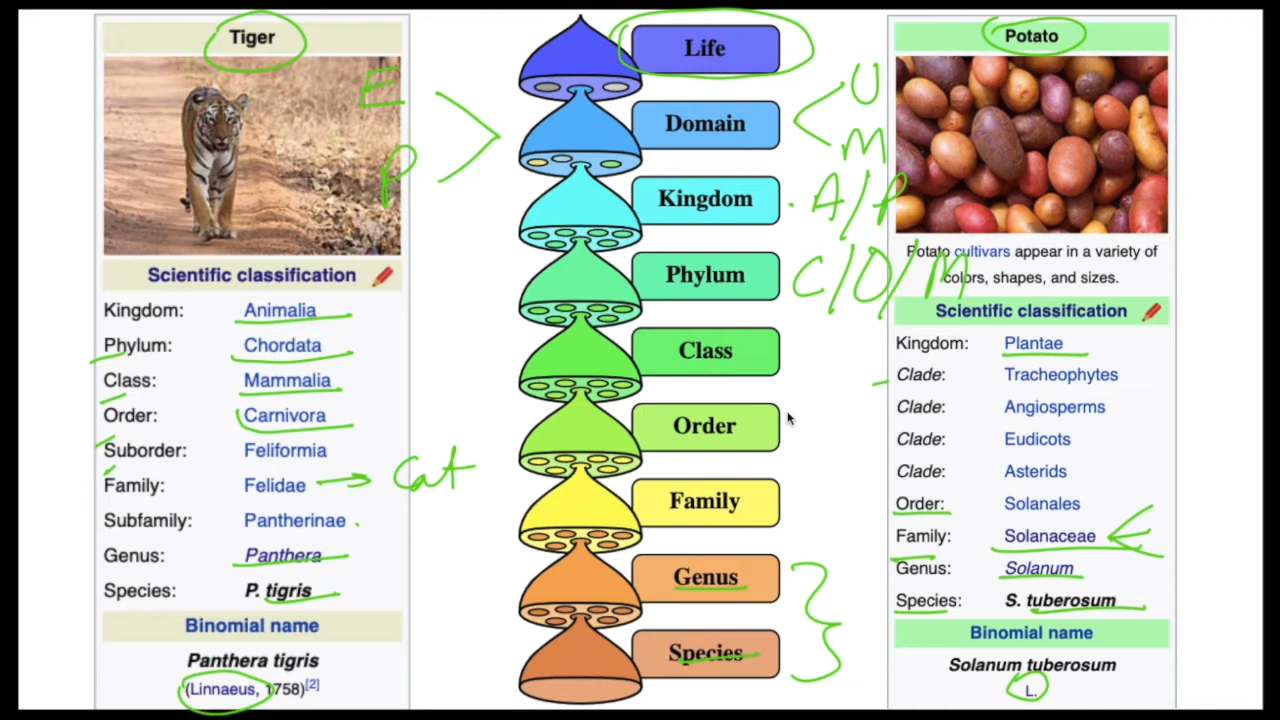 Tiger
Scientific classification
Kingdom: Animalia
Phylum: Chordata
Class: Mammalia
Order: Carnivora
Suborder: Feliformia
Family: Felidae → Cat
Subfamily: Pantherinae
Genus: Panthera
Species: P. tigris
Binomial name
Panthera tigris
(Linnaeus, 1758)[2]
E
P
Life
Domain
Kingdom
Phylum
Class
Order
Family
Genus
Species
U
M
A/P
C/O/M
Potato
Potato cultivars appear in a variety of
colors, shapes, and sizes.
Scientific classification
Kingdom: Plantae
Clade: Tracheophytes
Clade: Angiosperms
Clade: Eudicots
Clade: Asterids
Order: Solanales
Family: Solanaceae
Genus: Solanum
Species: S. tuberosum
Binomial name
Solanum tuberosum
L.